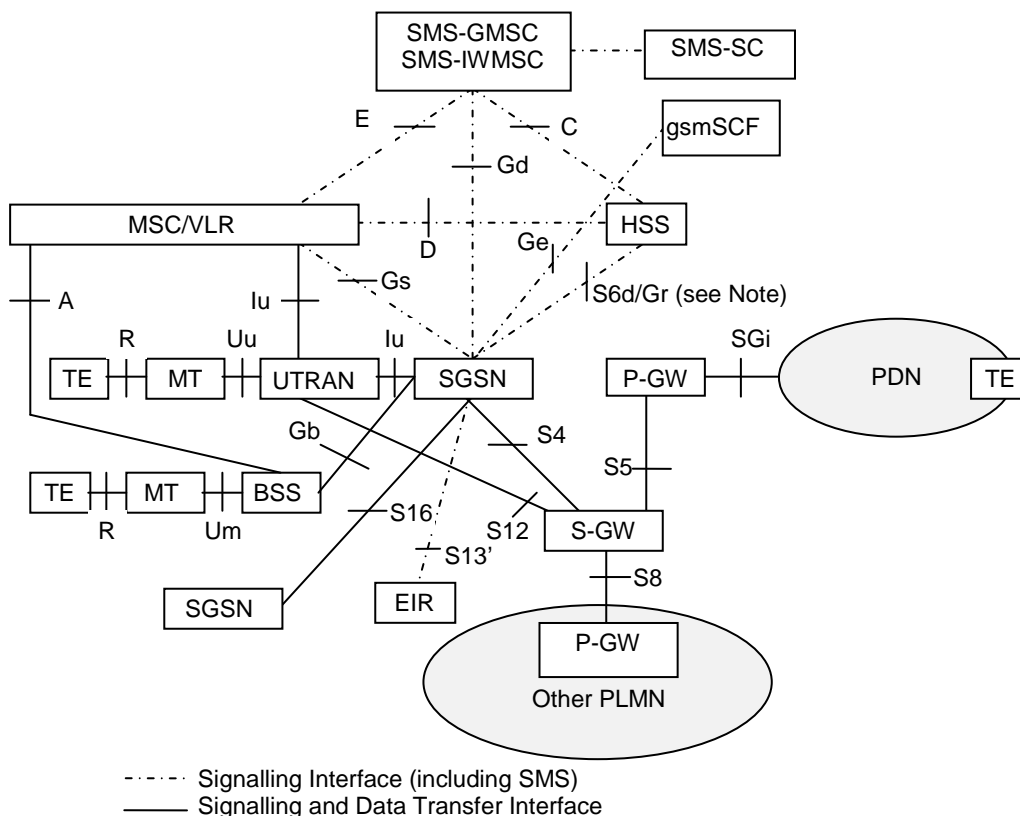 SMS-GMSC
SMS-IWMSC
SMS-SC
E
C
gsmSCF
Gd
MSC/VLR
HSS
D
Ge
Gs
S6d/Gr (see Note)
A
Iu
SGi
R
Uu
Iu
TE
MT
UTRAN
SGSN
P-GW
PDN
TE
Gb
S4
S5
TE
MT
BSS
R
Um
S16
S12
S-GW
S13’
S8
SGSN
EIR
P-GW
Other PLMN
Signalling Interface (including SMS)
Signalling and Data Transfer Interface